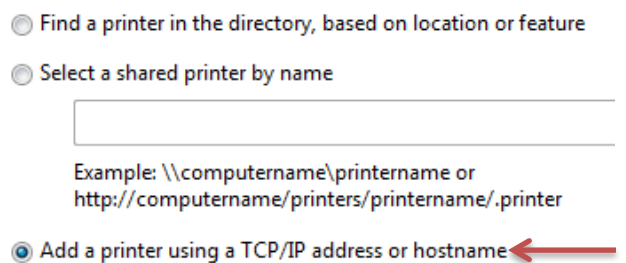 Find a printer in the directory, based on location or feature
Select a shared printer by name
Example: \\computername\printername or
http://computername/printers/printername/.printer
Add a printer using a TCP/IP address or hostname